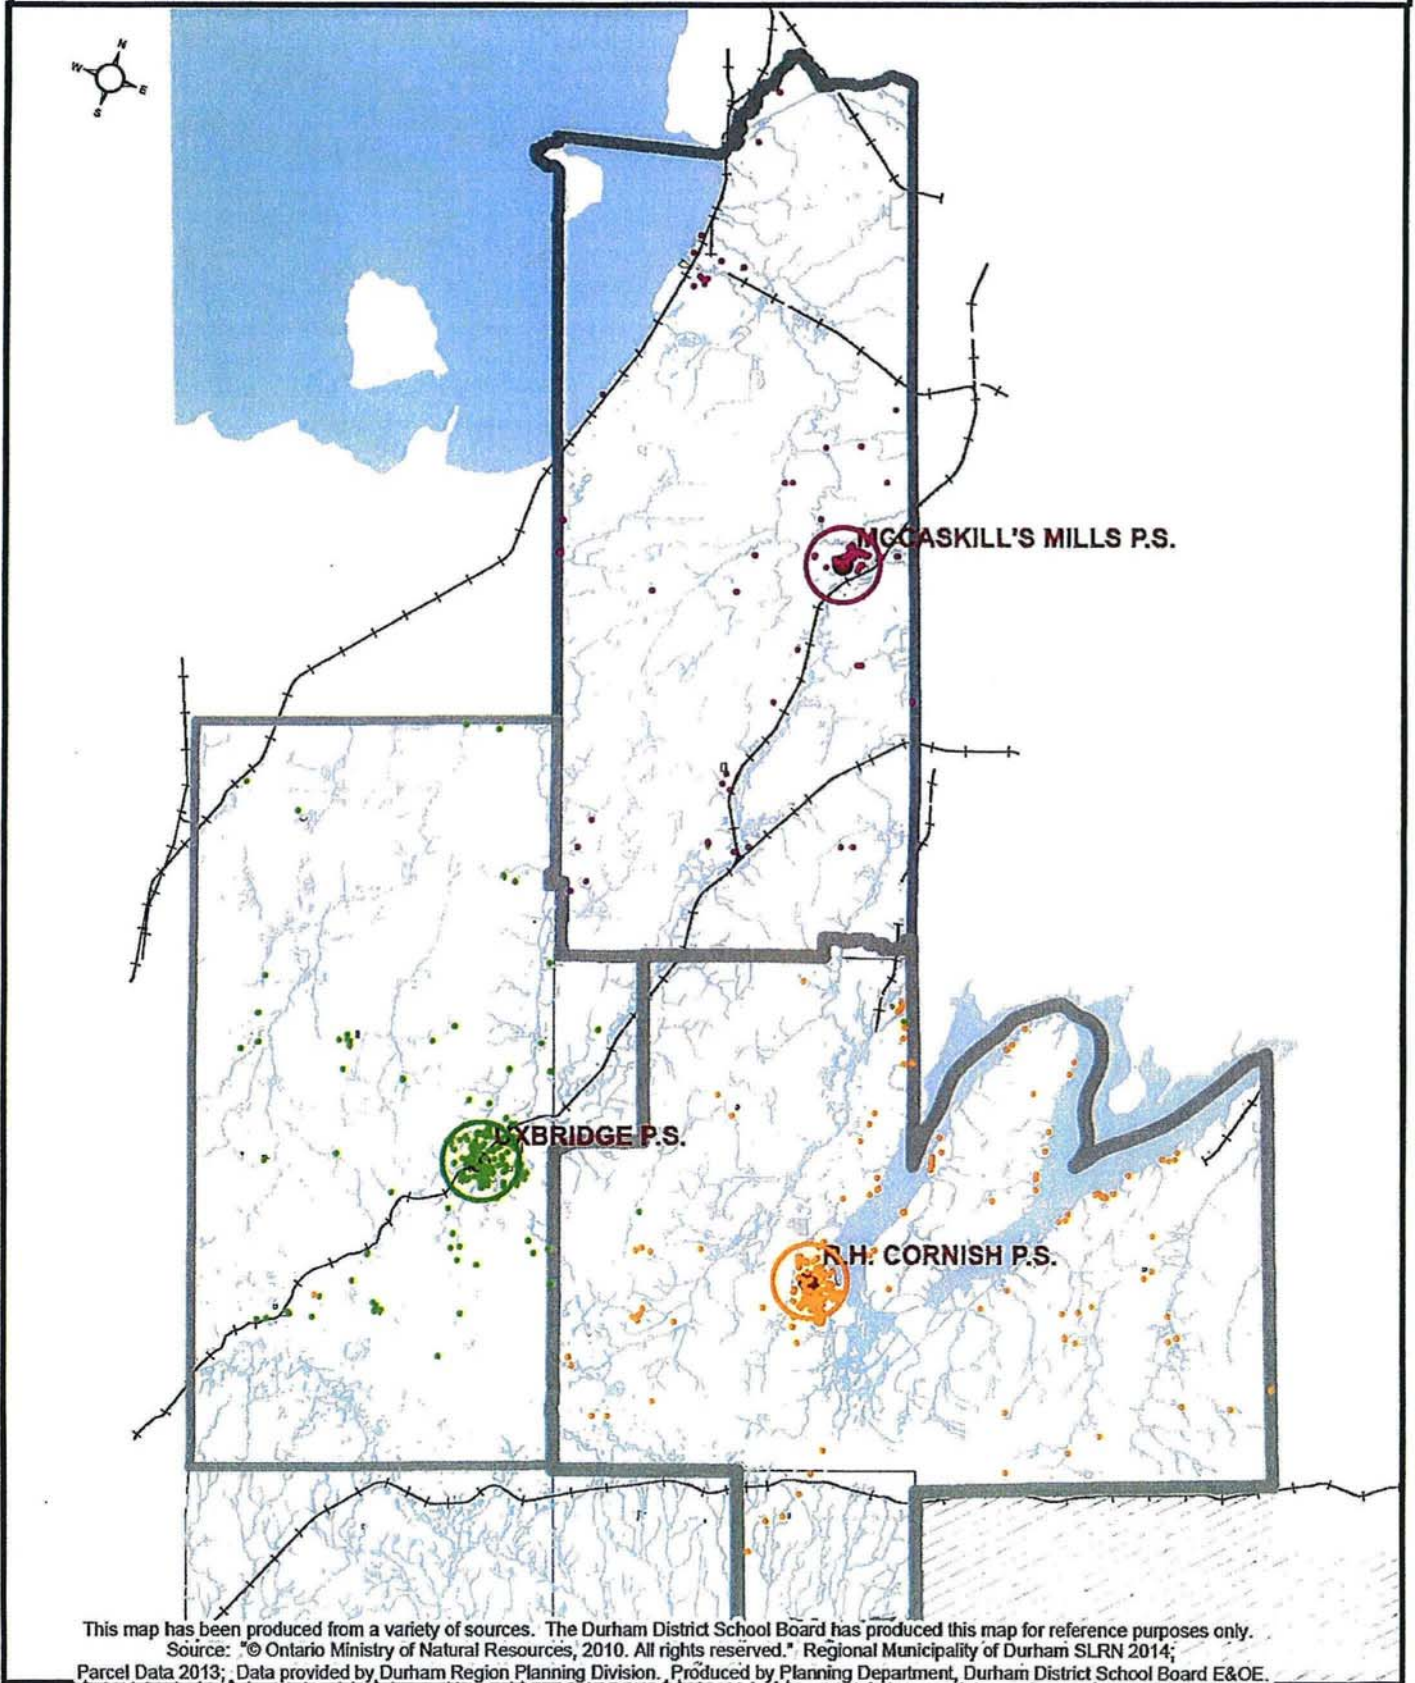 N
W
E
S
MCCASKILL'S MILLS P.S.
UXBRIDGE P.S.
R.H. CORNISH P.S.
This map has been produced from a variety of sources. The Durham District School Board has produced this map for reference purposes only.
Source: "© Ontario Ministry of Natural Resources, 2010. All rights reserved." Regional Municipality of Durham SLRN 2014;
Parcel Data 2013; Data provided by Durham Region Planning Division. Produced by Planning Department, Durham District School Board E&OE.